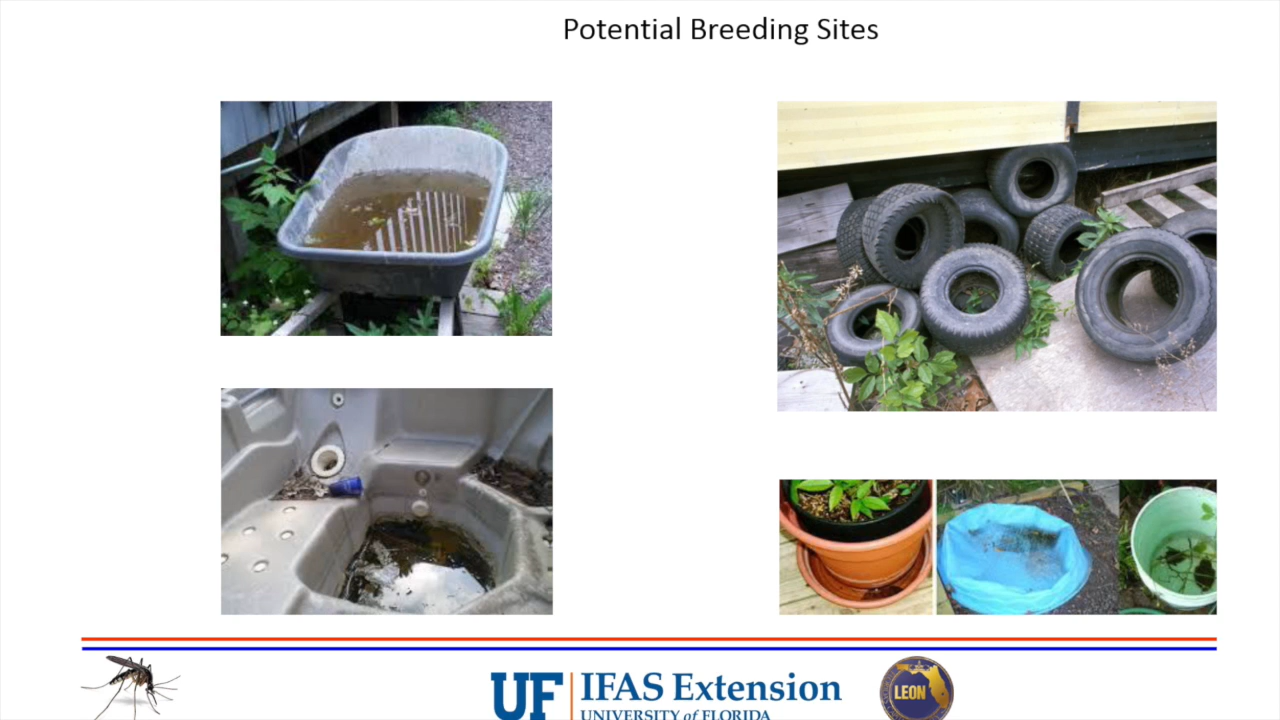 Potential Breeding Sites
UF IFAS Extension
UNIVERSITY of FLORIDA
LEON